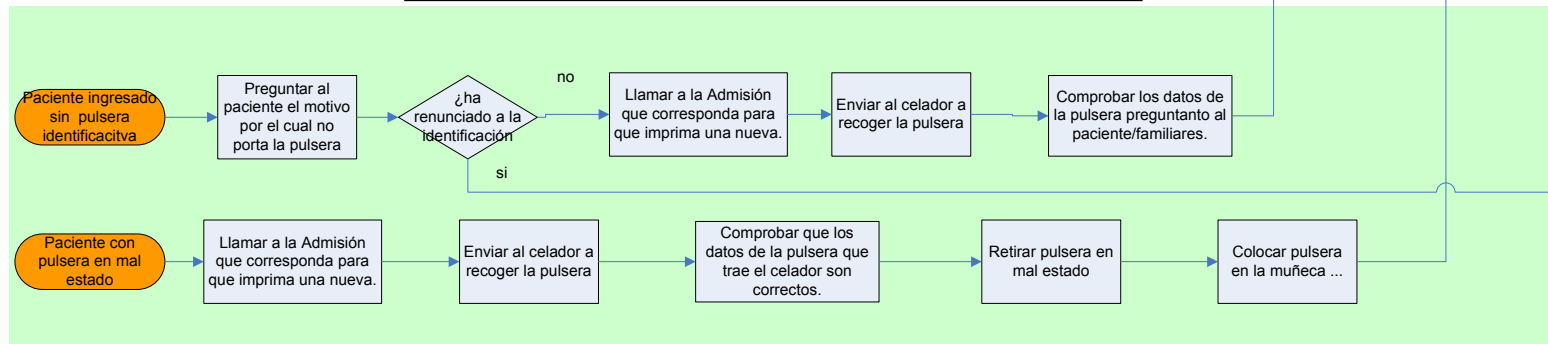 Paciente ingresado
sin pulsera
identificacitva
Preguntar al
paciente el motivo
por el cual no
porta la pulsera
¿ha
renunciado a la
identificación
no
si
Llamar a la Admisión
que corresponda para
que imprima una nueva.
Enviar al celador a
recoger la pulsera
Comprobar los datos de
la pulsera preguntanto al
paciente/familiares.
Paciente con
pulsera en mal
estado
Llamar a la Admisión
que corresponda para
que imprima una nueva.
Enviar al celador a
recoger la pulsera
Comprobar que los
datos de la pulsera que
trae el celador son
correctos.
Retirar pulsera en
mal estado
Colocar pulsera
en la muñeca ...